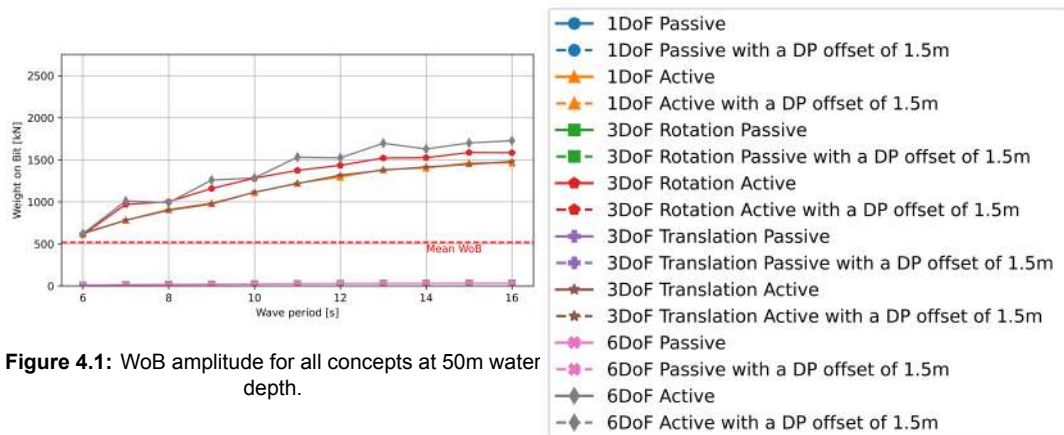 2500
2000
1500
1000
500
0
Weight on Bit [kN]
Mean WoB
6 8 10 12 14 16
Wave period [s]
Figure 4.1: WoB amplitude for all concepts at 50m water
depth.
1DoF Passive
1DoF Passive with a DP offset of 1.5m
1DoF Active
1DoF Active with a DP offset of 1.5m
3DoF Rotation Passive
3DoF Rotation Passive with a DP offset of 1.5m
3DoF Rotation Active
3DoF Rotation Active with a DP offset of 1.5m
3DoF Translation Passive
3DoF Translation Passive with a DP offset of 1.5m
3DoF Translation Active
3DoF Translation Active with a DP offset of 1.5m
6DoF Passive
6DoF Passive with a DP offset of 1.5m
6DoF Active
6DoF Active with a DP offset of 1.5m